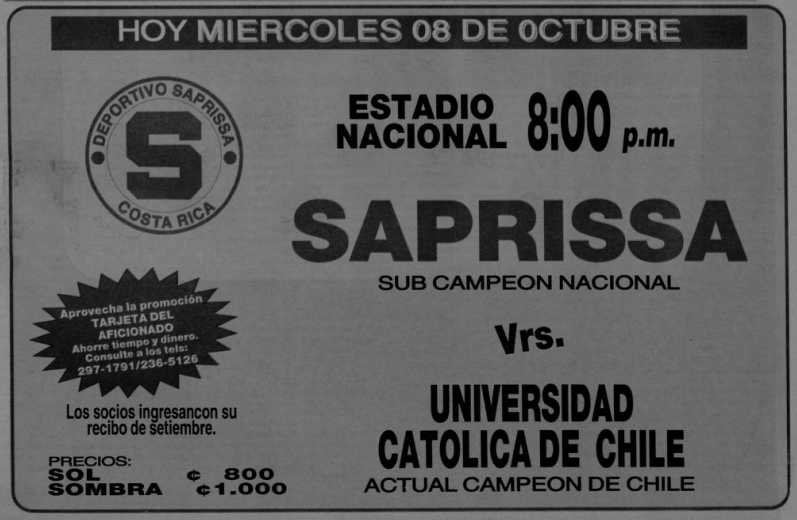 HOY MIERCOLES 08 DE OCTUBRE
DEPORTIVO SAPRISSA
S
COSTA RICA
ESTADIO
NACIONAL 8:00 p.m.
SAPRISSA
SUB CAMPEON NACIONAL
Vrs.
UNIVERSIDAD
CATOLICA DE CHILE
ACTUAL CAMPEON DE CHILE
Aprovecha la promoción
TARJETA DEL
AFICIONADO
Ahorre tiempo y dinero.
Consulte a los tels:
297-1791/236-5126
Los socios ingresancon su
recibo de setiembre.
PRECIOS:
SOL ¢ 800
SOMBRA ¢1.000